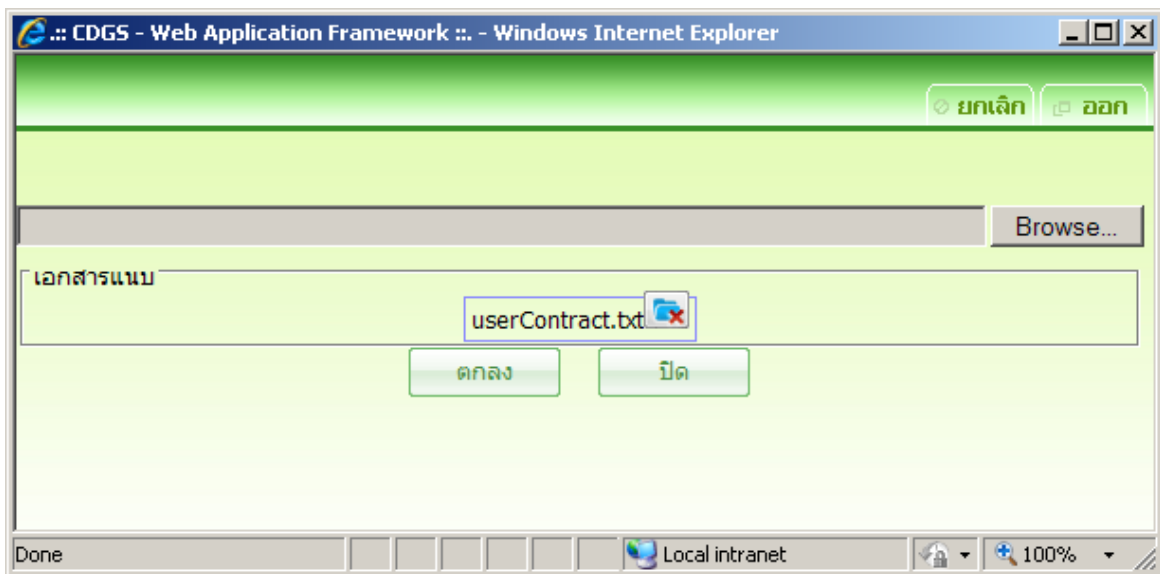 .:: CDGS - Web Application Framework ::. - Windows Internet Explorer
ยกเลิก ออก
Browse...
เอกสารแนบ
userContract.txt
ตกลง ปิด
Done Local intranet 100%